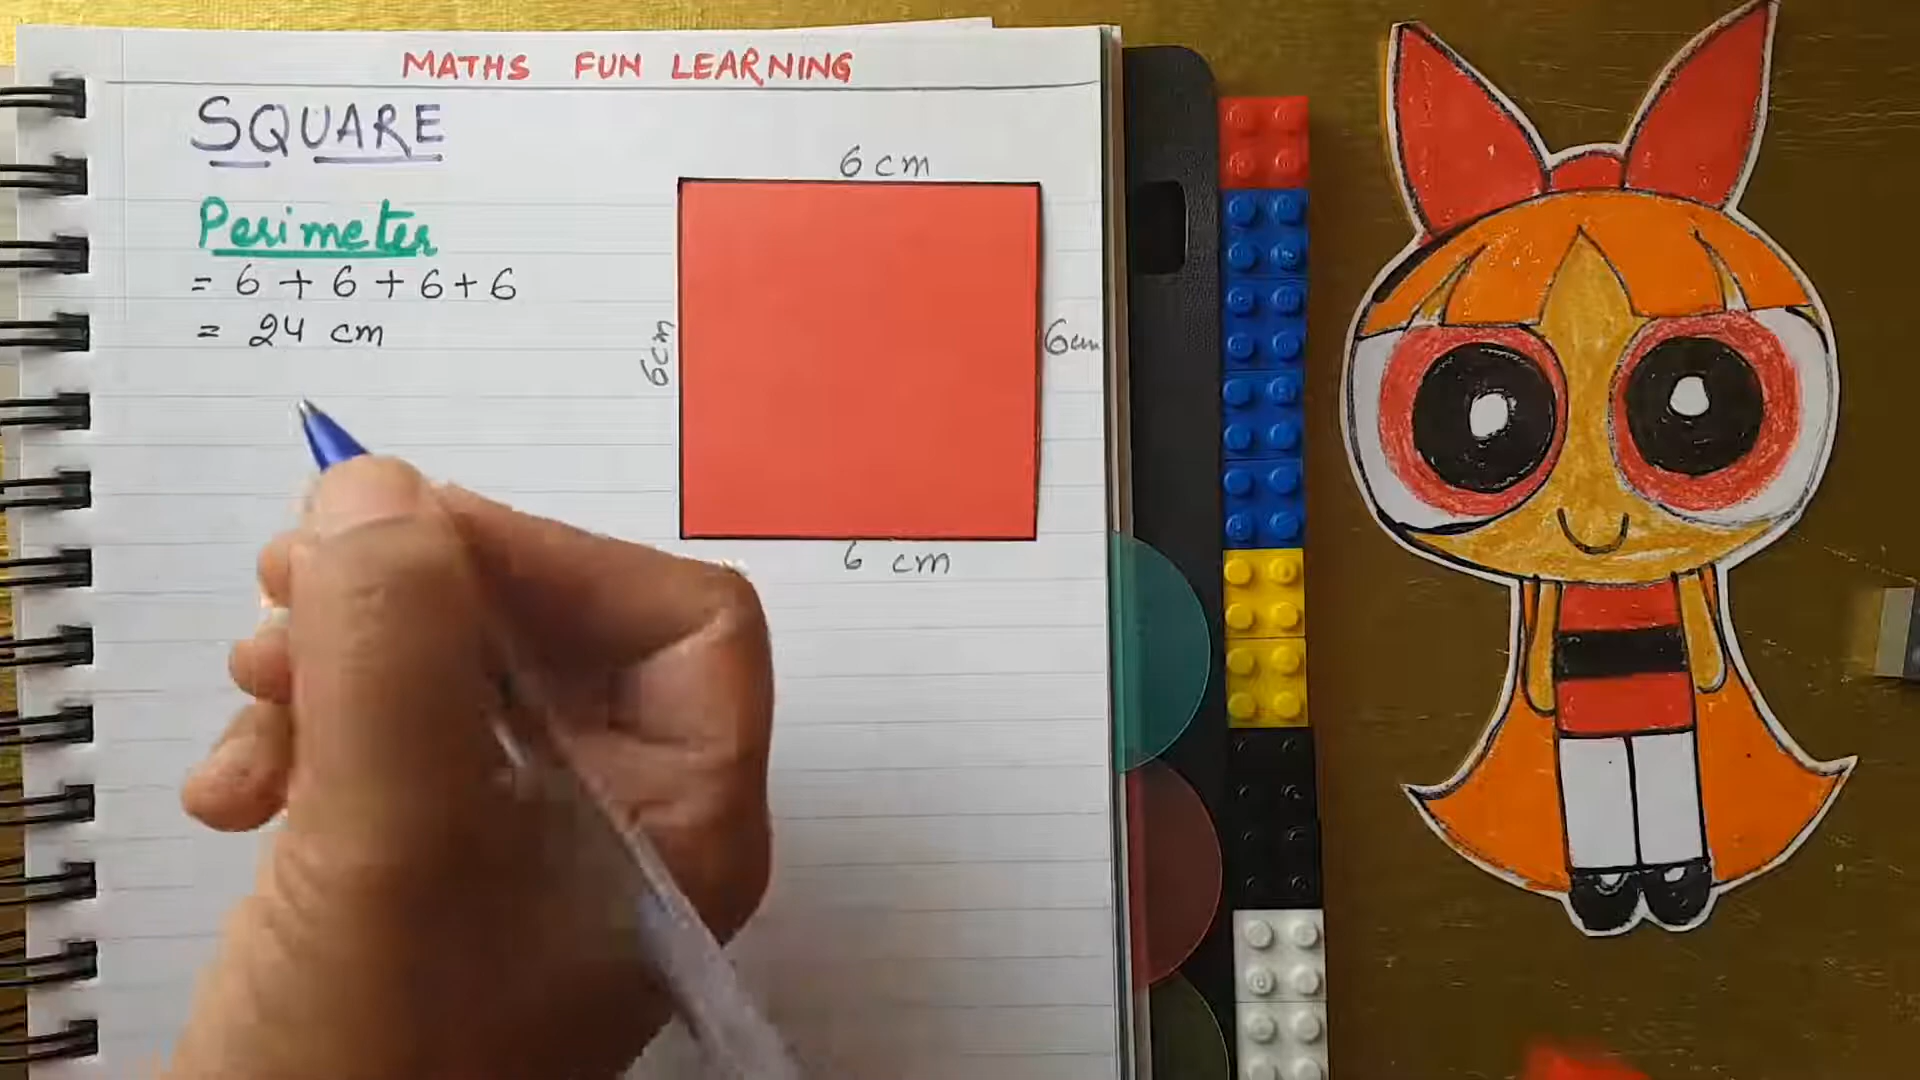 MATHS FUN LEARNING
SQUARE
6 cm
Perimeter
= 6 + 6 + 6 + 6
= 24 cm
6cm
6cm
6 cm